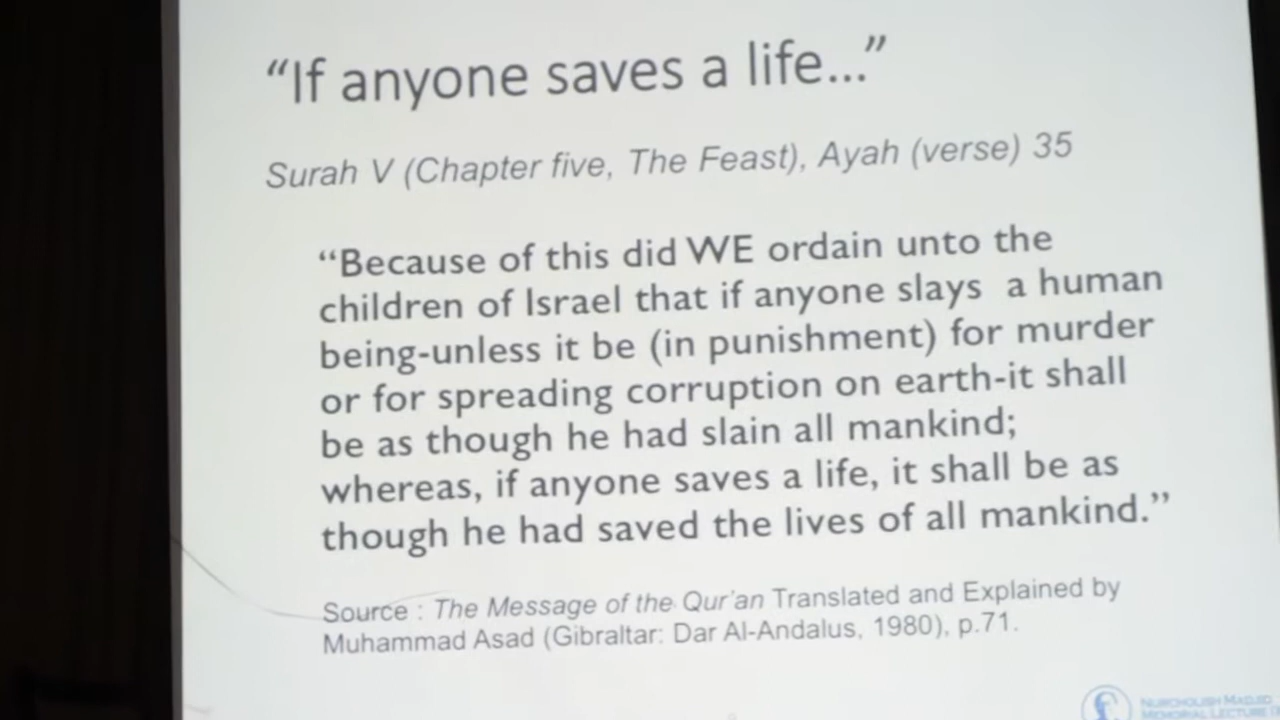 “If anyone saves a life...”
Surah V (Chapter five, The Feast), Ayah (verse) 35
“Because of this did WE ordain unto the
children of Israel that if anyone slays a human
being-unless it be (in punishment) for murder
or for spreading corruption on earth-it shall
be as though he had slain all mankind;
whereas, if anyone saves a life, it shall be as
though he had saved the lives of all mankind.”
Source : The Message of the Qur’an Translated and Explained by
Muhammad Asad (Gibraltar: Dar Al-Andalus, 1980), p.71.
NURCHOLISH MADJID
MEMORIAL LECTURE